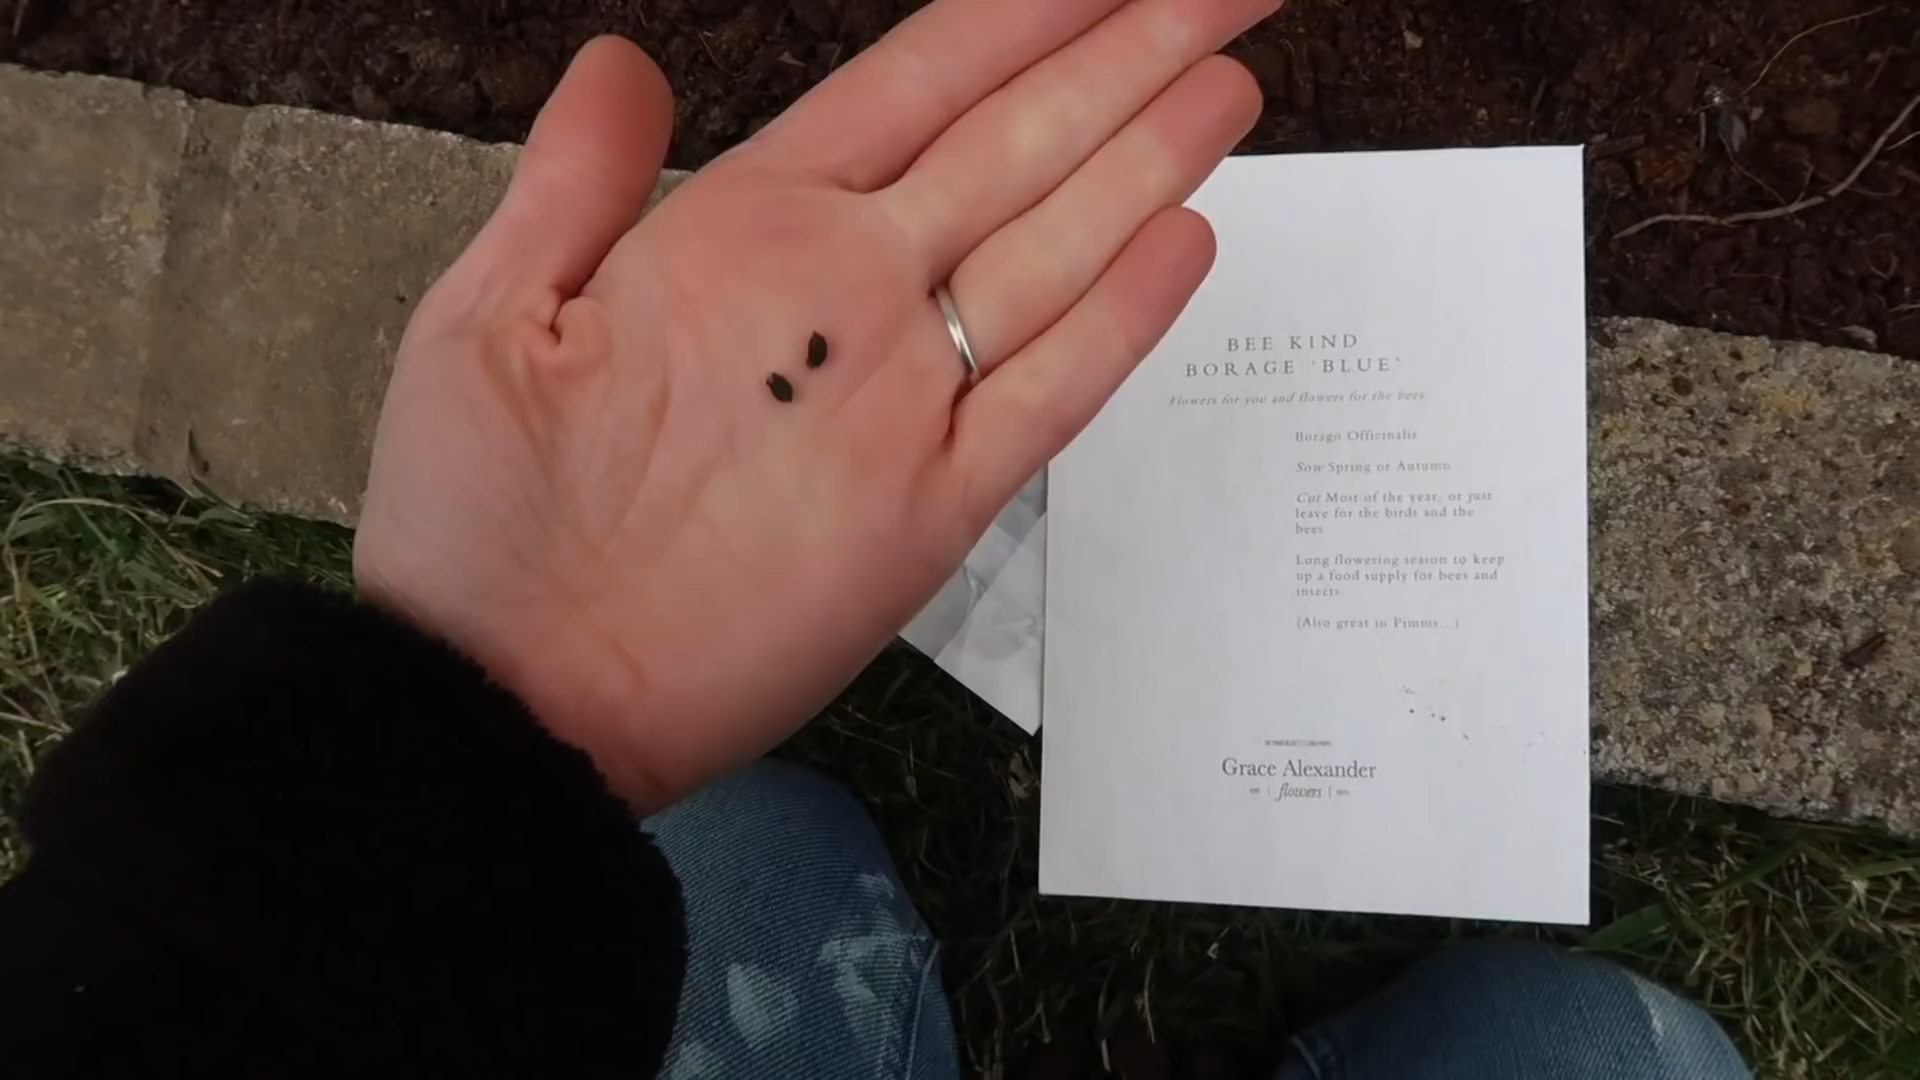 BEE KIND
BORAGE 'BLUE'
Flowers for you and flowers for the bees
Borago Officinalis
Sow Spring or Autumn
Cut Most of the year, or just
leave for the birds and the
bees
Long flowering season to keep
up a food supply for bees and
insects.
(Also great in Pimms...)
SOMERSET GROWN
Grace Alexander
flowers